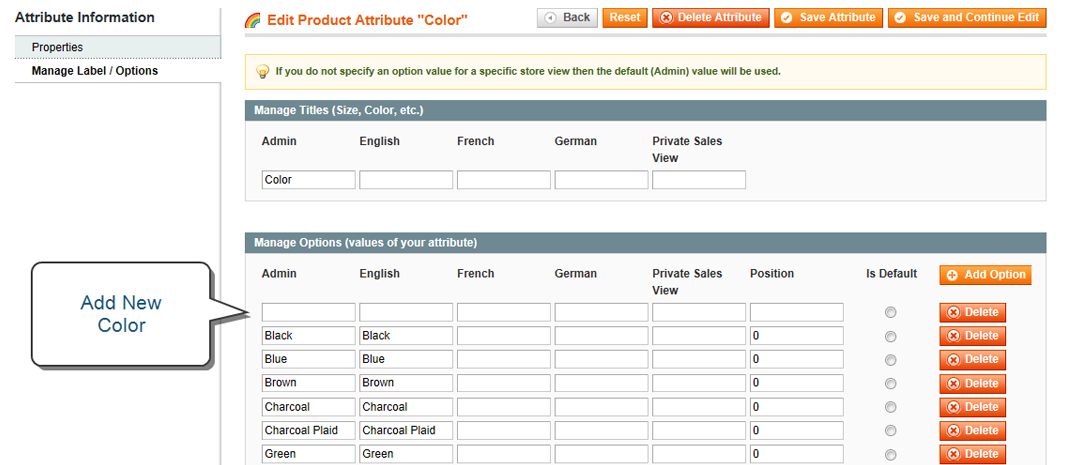 Attribute Information
Properties
Manage Label / Options
Edit Product Attribute "Color"
Back
Reset
Delete Attribute
Save Attribute
Save and Continue Edit
If you do not specify an option value for a specific store view then the default (Admin) value will be used.
Manage Titles (Size, Color, etc.)
Admin English French German Private Sales
View
Color
Manage Options (values of your attribute)
Admin English French German Private Sales Position Is Default Add Option
View
Delete
Black Black 0 Delete
Blue Blue 0 Delete
Brown Brown 0 Delete
Charcoal Charcoal 0 Delete
Charcoal Plaid Charcoal Plaid 0 Delete
Green Green 0 Delete
Add New
Color